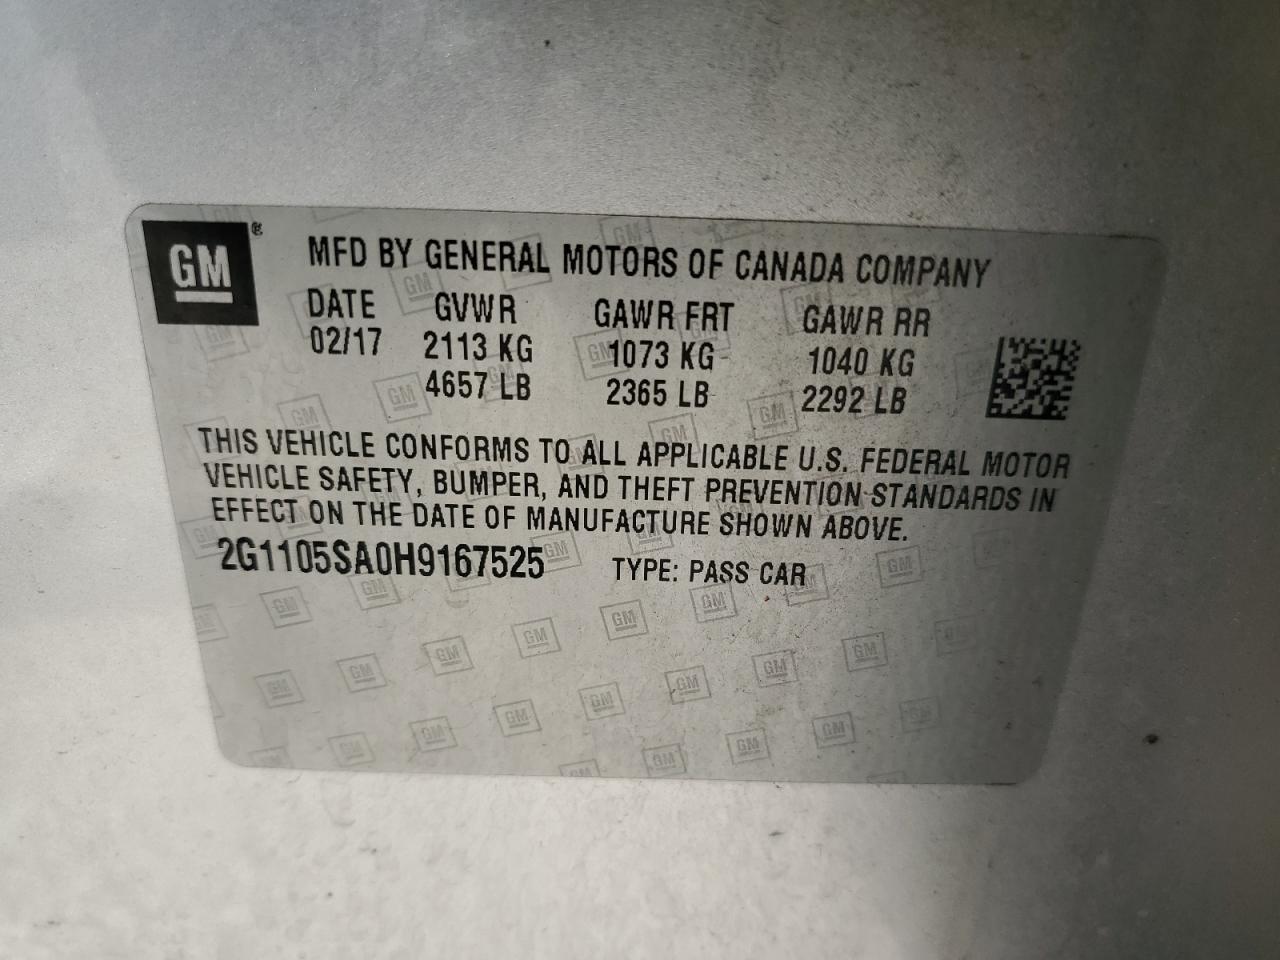 GM®
MFD BY GENERAL MOTORS OF CANADA COMPANY
DATE GVWR GAWR FRT GAWR RR
02/17 2113 KG 1073 KG 1040 KG
4657 LB 2365 LB 2292 LB
THIS VEHICLE CONFORMS TO ALL APPLICABLE U.S. FEDERAL MOTOR
VEHICLE SAFETY, BUMPER, AND THEFT PREVENTION STANDARDS IN
EFFECT ON THE DATE OF MANUFACTURE SHOWN ABOVE.
2G1105SA0H9167525 TYPE: PASS CAR